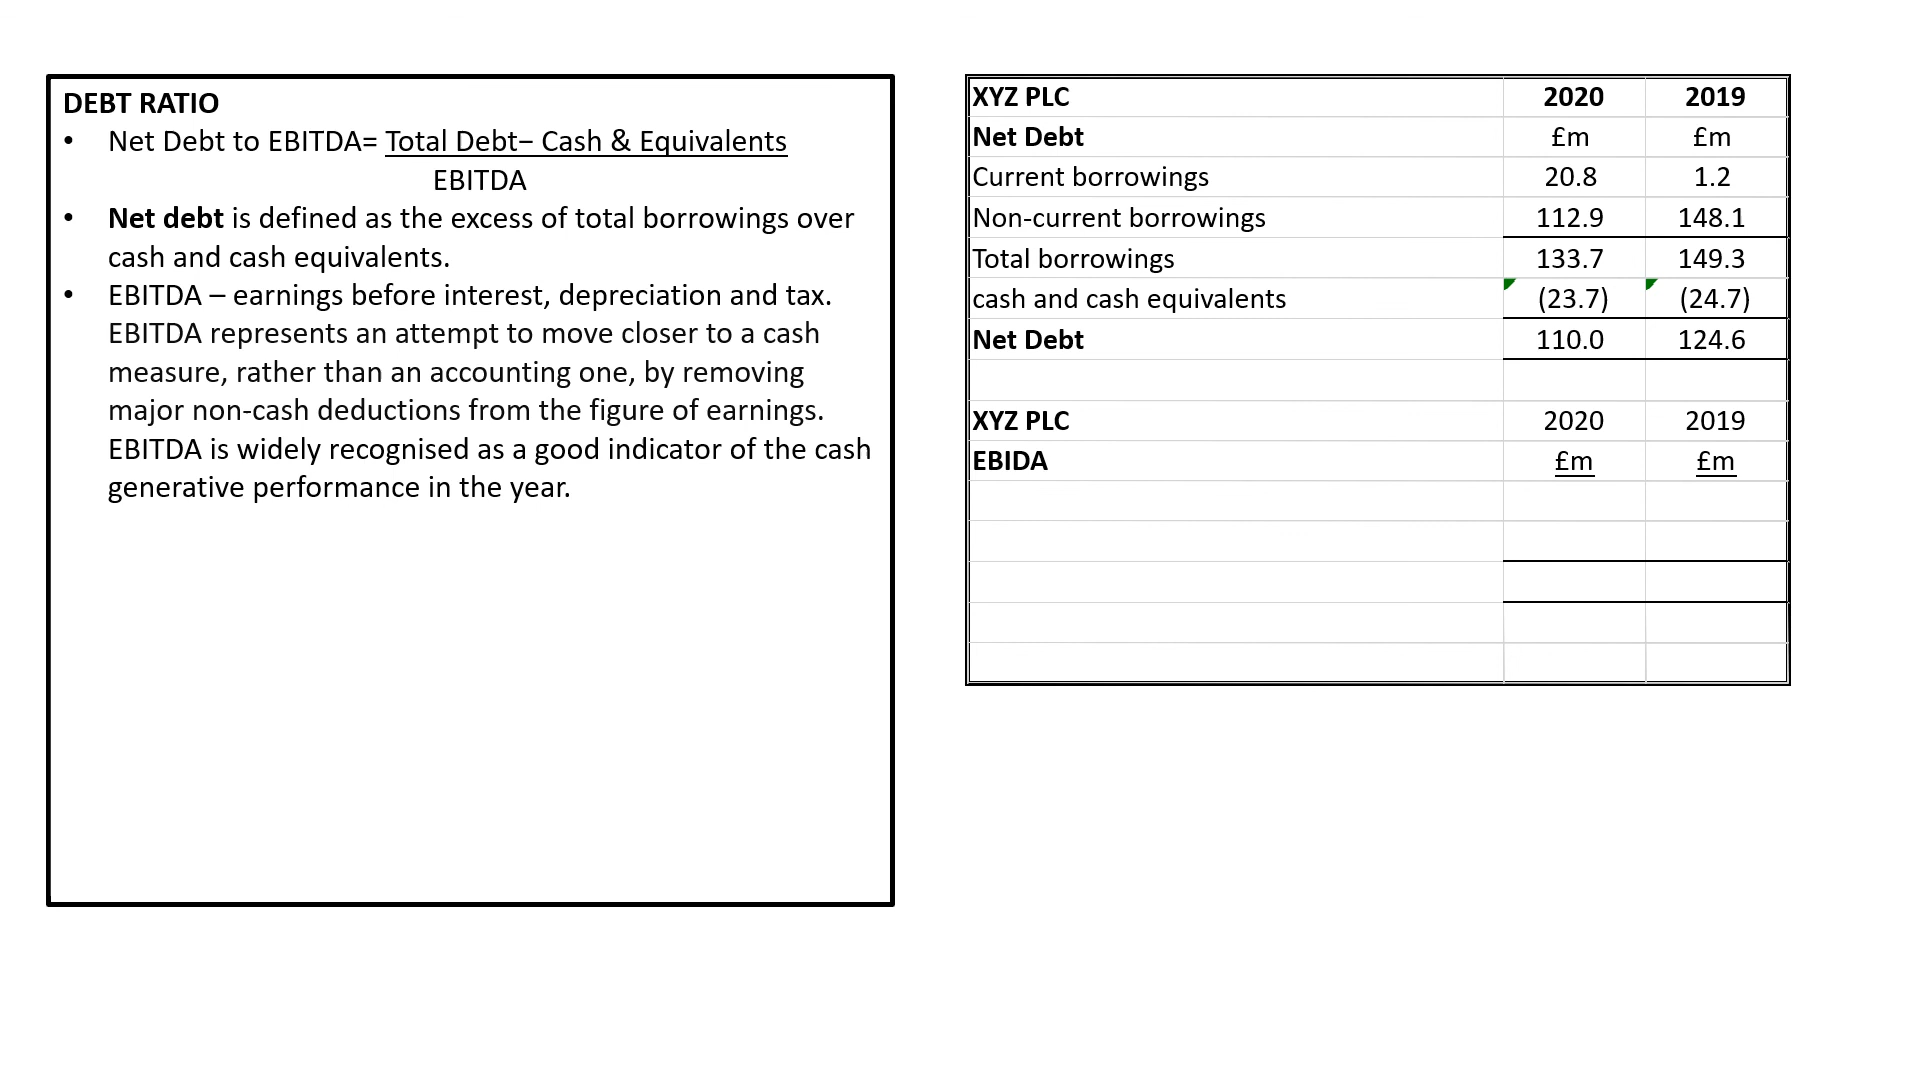 DEBT RATIO
• Net Debt to EBITDA= Total Debt− Cash & Equivalents
EBITDA
• Net debt is defined as the excess of total borrowings over
cash and cash equivalents.
• EBITDA – earnings before interest, depreciation and tax.
EBITDA represents an attempt to move closer to a cash
measure, rather than an accounting one, by removing
major non-cash deductions from the figure of earnings.
EBITDA is widely recognised as a good indicator of the cash
generative performance in the year.
XYZ PLC 2020 2019
Net Debt £m £m
Current borrowings 20.8 1.2
Non-current borrowings 112.9 148.1
Total borrowings 133.7 149.3
cash and cash equivalents (23.7) (24.7)
Net Debt 110.0 124.6
XYZ PLC 2020 2019
EBIDA £m £m